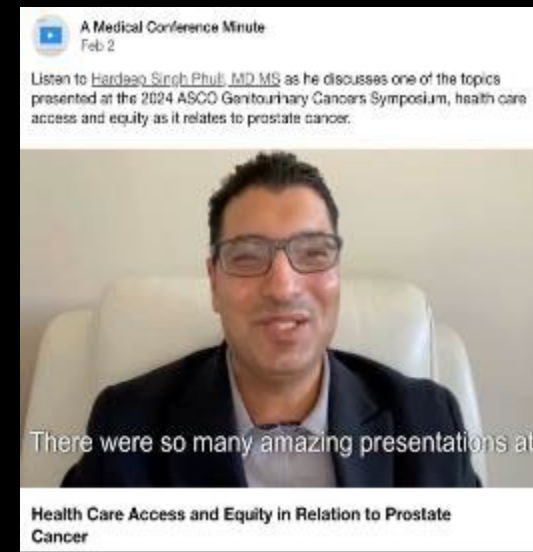 A Medical Conference Minute
Feb 2
Listen to Hardeep Singh Phull, MD MS as he discusses one of the topics
presented at the 2024 ASCO Genitourinary Cancers Symposium, health care
access and equity as it relates to prostate cancer.
There were so many amazing presentations at
Health Care Access and Equity in Relation to Prostate
Cancer